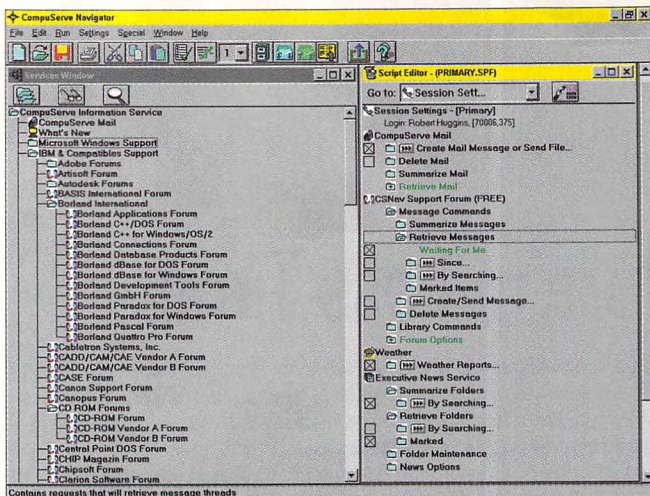 CompuServe Navigator
File Edit Run Settings Special Window Help
1
Services Window
CompuServe Information Service
CompuServe Mail
What's New
Microsoft Windows Support
IBM & Compatibles Support
Adobe Forums
Artisoft Forum
Autodesk Forums
BASIS International Forum
Borland International
Borland Applications Forum
Borland C++/DOS Forum
Borland C++ for Windows/OS/2
Borland Connections Forum
Borland Database Products Forum
Borland dBase for DOS Forum
Borland dBase for Windows Forum
Borland Development Tools Forum
Borland GmbH Forum
Borland Paradox for DOS Forum
Borland Paradox for Windows Forum
Borland Pascal Forum
Borland Quattro Pro Forum
Cabletron Systems, Inc.
CADD/CAM/CAE Vendor A Forum
CADD/CAM/CAE Vendor B Forum
CASE Forum
Canon Support Forum
Canopus Forum
CD ROM Forums
CD-ROM Forum
CD-ROM Vendor A Forum
CD-ROM Vendor B Forum
Central Point DOS Forum
CHIP Magazin Forum
Chipsoft Forum
Clarion Software Forum
Script Editor - (PRIMARY.SPF)
Go to: Session Sett...
Session Settings - [Primary]
Login: Robert Huggins, [70006,375]
CompuServe Mail
Create Mail Message or Send File...
Delete Mail
Summarize Mail
Retrieve Mail
CSNav Support Forum (FREE)
Message Commands
Summarize Messages
Retrieve Messages
Waiting For Me
Since...
By Searching...
Marked Items
Create/Send Message...
Delete Messages
Library Commands
Forum Options
Weather
Weather Reports...
Executive News Service
Summarize Folders
By Searching...
Retrieve Folders
By Searching...
Marked
Folder Maintenance
News Options
Contains requests that will retrieve message threads